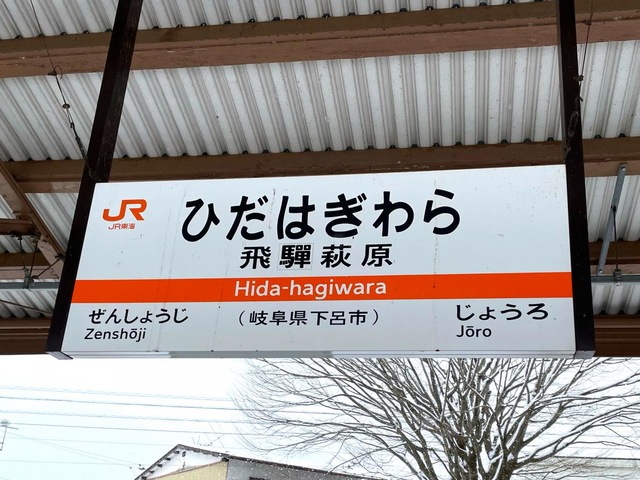 JR
JR東海
ひだはぎわら
飛驒萩原
Hida-hagiwara
ぜんしょうじ
Zenshōji
（岐阜県下呂市）
じょうろ
Jōro